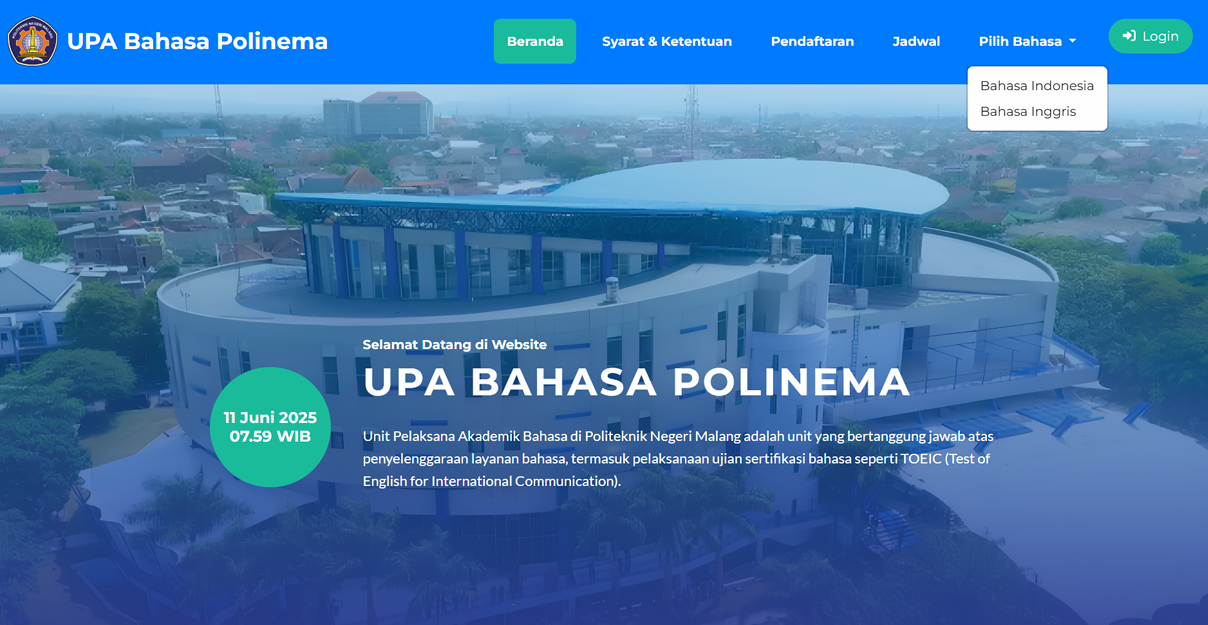 UPA Bahasa Polinema
Beranda
Syarat & Ketentuan
Pendaftaran
Jadwal
Pilih Bahasa
Login
Bahasa Indonesia
Bahasa Inggris
Selamat Datang di Website
UPA BAHASA POLINEMA
11 Juni 2025
07.59 WIB
Unit Pelaksana Akademik Bahasa di Politeknik Negeri Malang adalah unit yang bertanggung jawab atas
penyelenggaraan layanan bahasa, termasuk pelaksanaan ujian sertifikasi bahasa seperti TOEIC (Test of
English for International Communication).